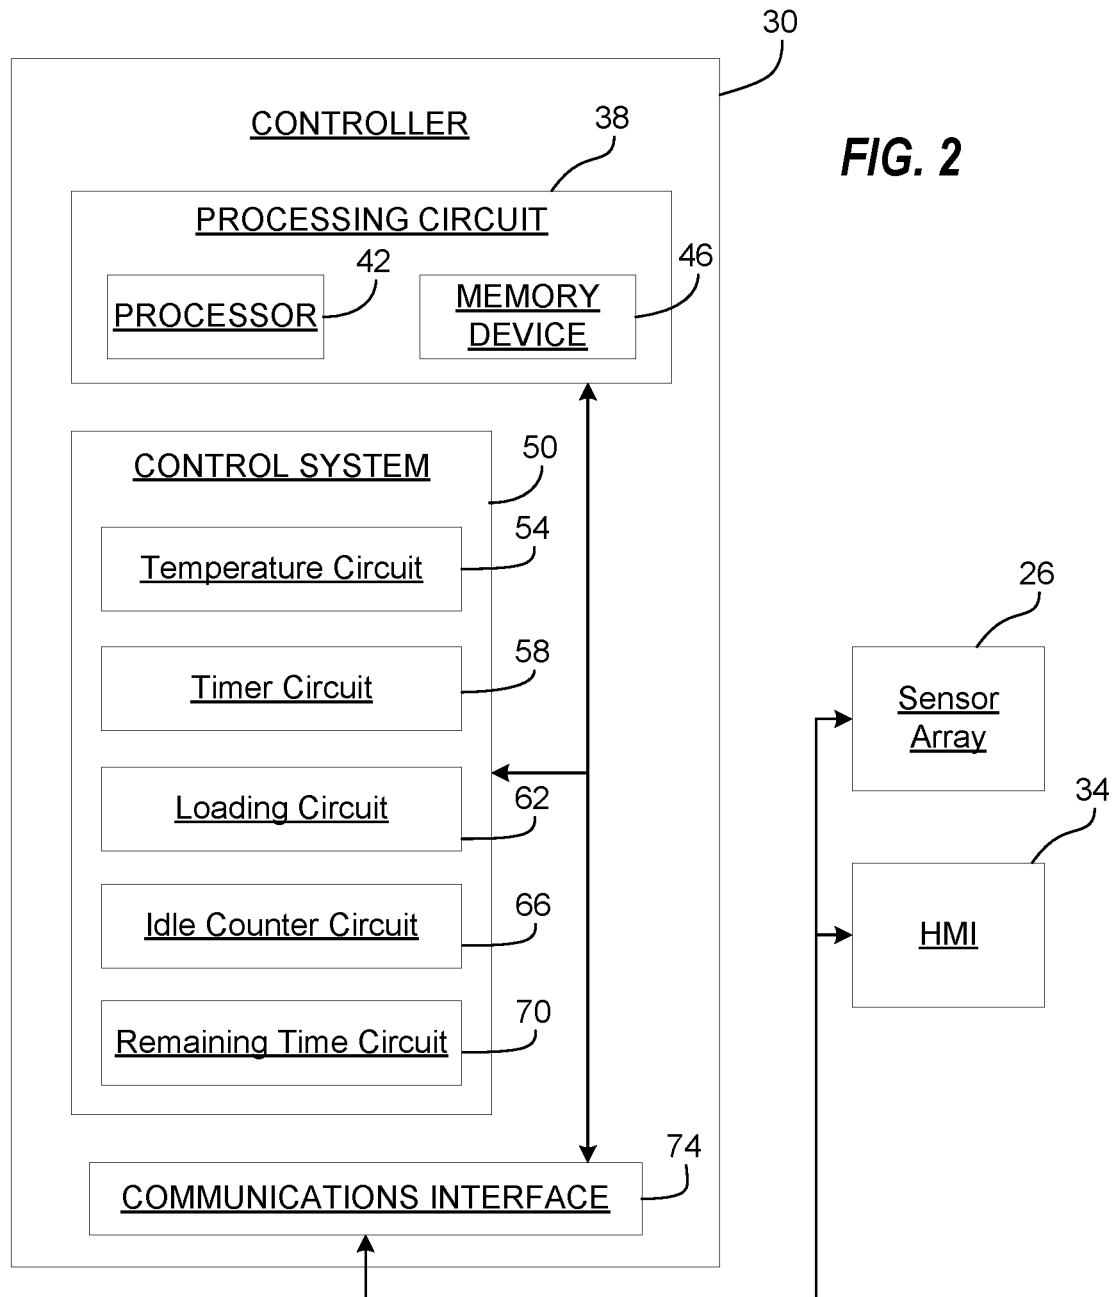 30
CONTROLLER
38
FIG. 2
PROCESSING CIRCUIT
42
46
PROCESSOR
MEMORY
DEVICE
CONTROL SYSTEM
50
54
Temperature Circuit
58
Timer Circuit
Loading Circuit
62
Idle Counter Circuit
66
70
Remaining Time Circuit
74
COMMUNICATIONS INTERFACE
26
Sensor
Array
34
HMI